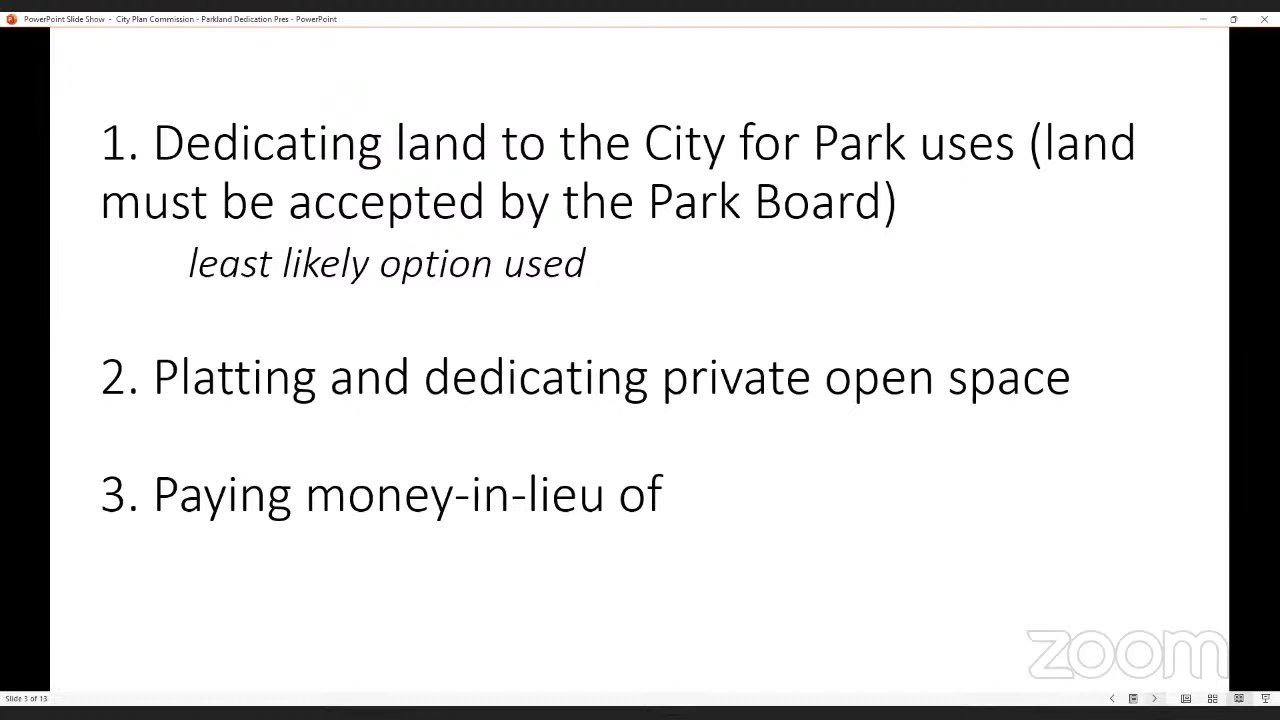 PowerPoint Slide Show - City Plan Commission - Parkland Dedication Pres - PowerPoint
1. Dedicating land to the City for Park uses (land
must be accepted by the Park Board)
least likely option used
2. Platting and dedicating private open space
3. Paying money-in-lieu of
zoom
Slide 3 of 13